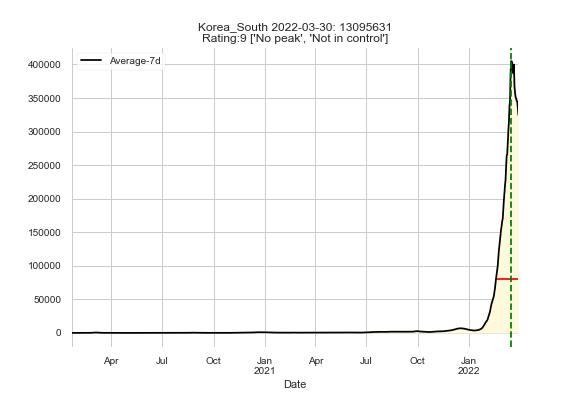 Korea_South 2022-03-30: 13095631
Rating:9 ['No peak', 'Not in control']
Average-7d
400000
350000
300000
250000
200000
150000
100000
50000
0
Apr Jul Oct Jan Apr Jul Oct Jan
2021 2022
Date